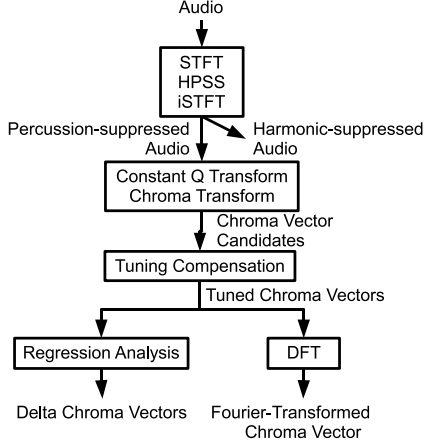 Audio
STFT
HPSS
iSTFT
Percussion-suppressed
Audio
Harmonic-suppressed
Audio
Constant Q Transform
Chroma Transform
Chroma Vector
Candidates
Tuning Compensation
Tuned Chroma Vectors
Regression Analysis
DFT
Delta Chroma Vectors
Fourier-Transformed
Chroma Vector